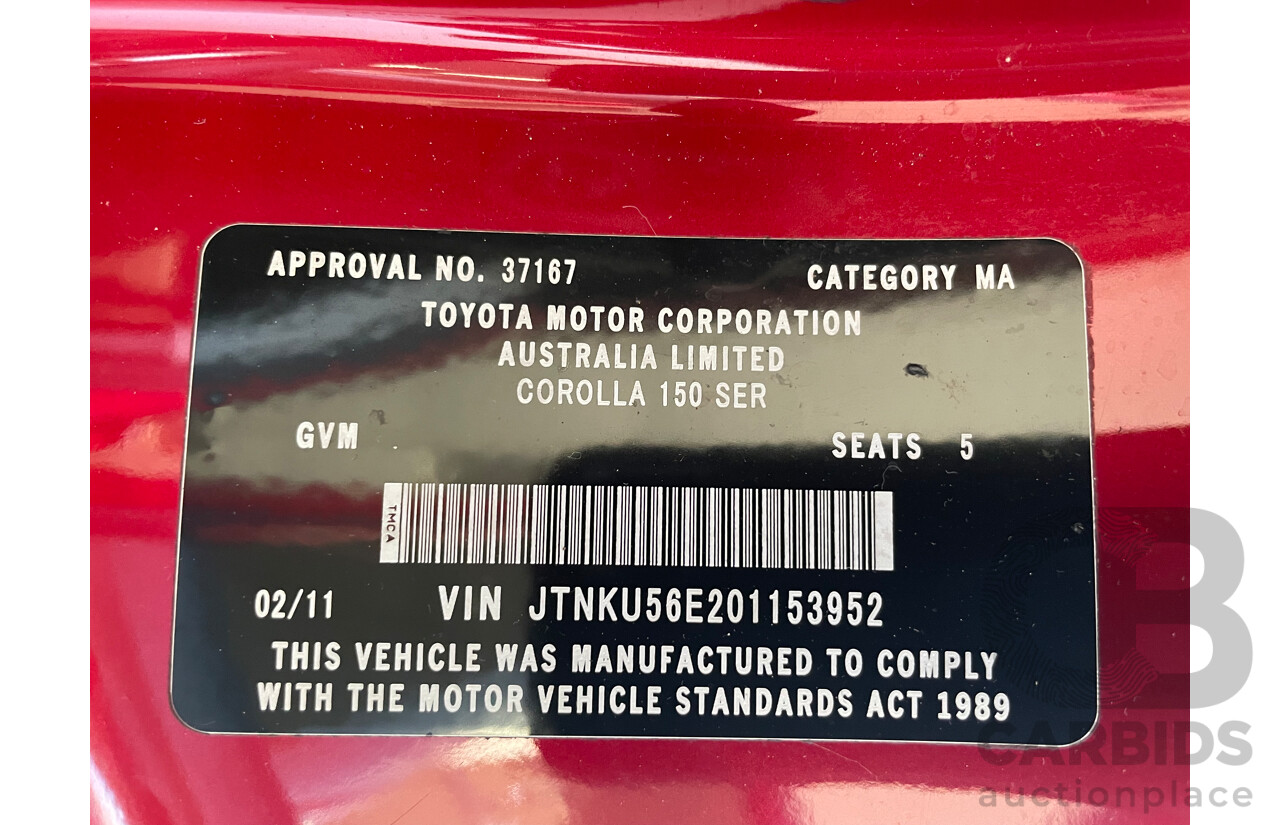 APPROVAL NO. 37167 CATEGORY MA
TOYOTA MOTOR CORPORATION
AUSTRALIA LIMITED
COROLLA 150 SER
GVM SEATS 5
TMCA
02/11 VIN JTNKU56E201153952
THIS VEHICLE WAS MANUFACTURED TO COMPLY
WITH THE MOTOR VEHICLE STANDARDS ACT 1989
CB
CARBIDS
auctionplace